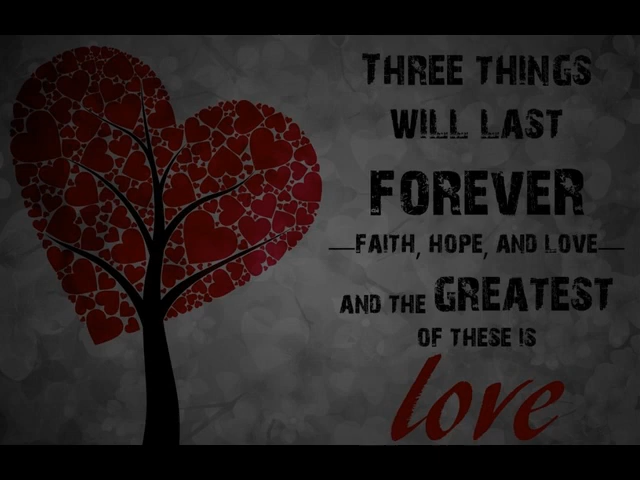 THREE THINGS
WILL LAST
FOREVER
—FAITH, HOPE, AND LOVE—
AND THE GREATEST
OF THESE IS
love